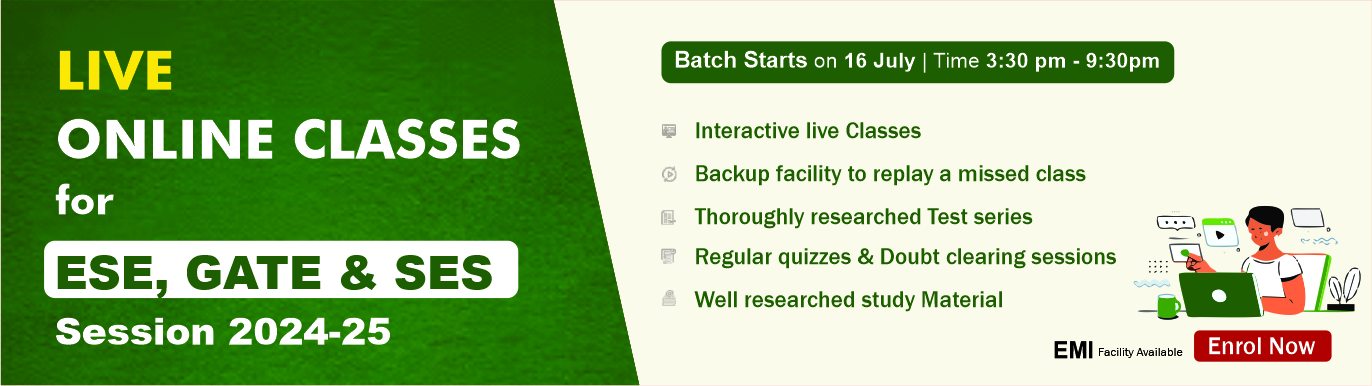 LIVE
ONLINE CLASSES
for
ESE, GATE & SES
Session 2024-25
Batch Starts on 16 July | Time 3:30 pm - 9:30pm
Interactive live Classes
Backup facility to replay a missed class
Thoroughly researched Test series
Regular quizzes & Doubt clearing sessions
Well researched study Material
EMI Facility Available
Enrol Now